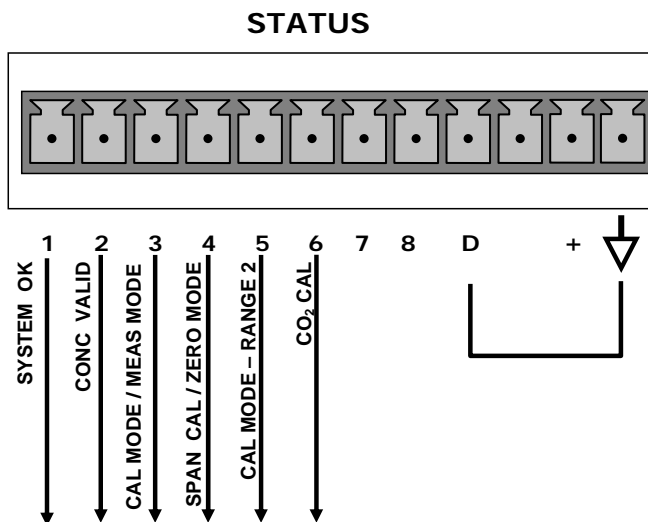 STATUS
1 2 3 4 5 6 7 8 D +
SYSTEM OK
CONC VALID
CAL MODE / MEAS MODE
SPAN CAL / ZERO MODE
CAL MODE – RANGE 2
CO₂ CAL